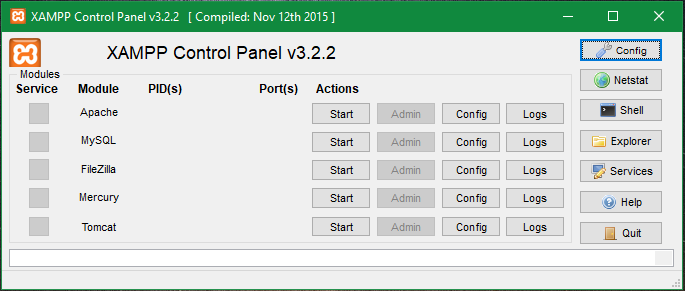 XAMPP Control Panel v3.2.2 [ Compiled: Nov 12th 2015 ]
XAMPP Control Panel v3.2.2
Config
Modules
Service Module PID(s) Port(s) Actions
Netstat
Apache Start Admin Config Logs
Shell
MySQL Start Admin Config Logs
Explorer
FileZilla Start Admin Config Logs
Services
Mercury Start Admin Config Logs
Help
Tomcat Start Admin Config Logs
Quit